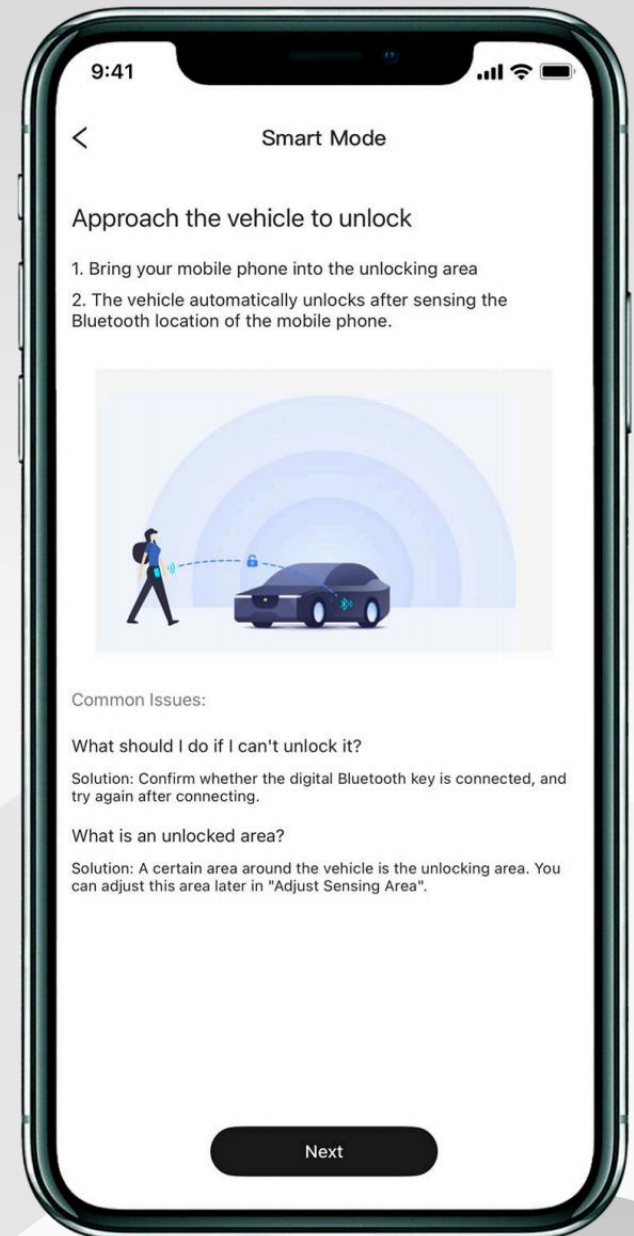 9:41
Smart Mode
Approach the vehicle to unlock
1. Bring your mobile phone into the unlocking area
2. The vehicle automatically unlocks after sensing the
Bluetooth location of the mobile phone.
Common Issues:
What should I do if I can't unlock it?
Solution: Confirm whether the digital Bluetooth key is connected, and
try again after connecting.
What is an unlocked area?
Solution: A certain area around the vehicle is the unlocking area. You
can adjust this area later in "Adjust Sensing Area".
Next